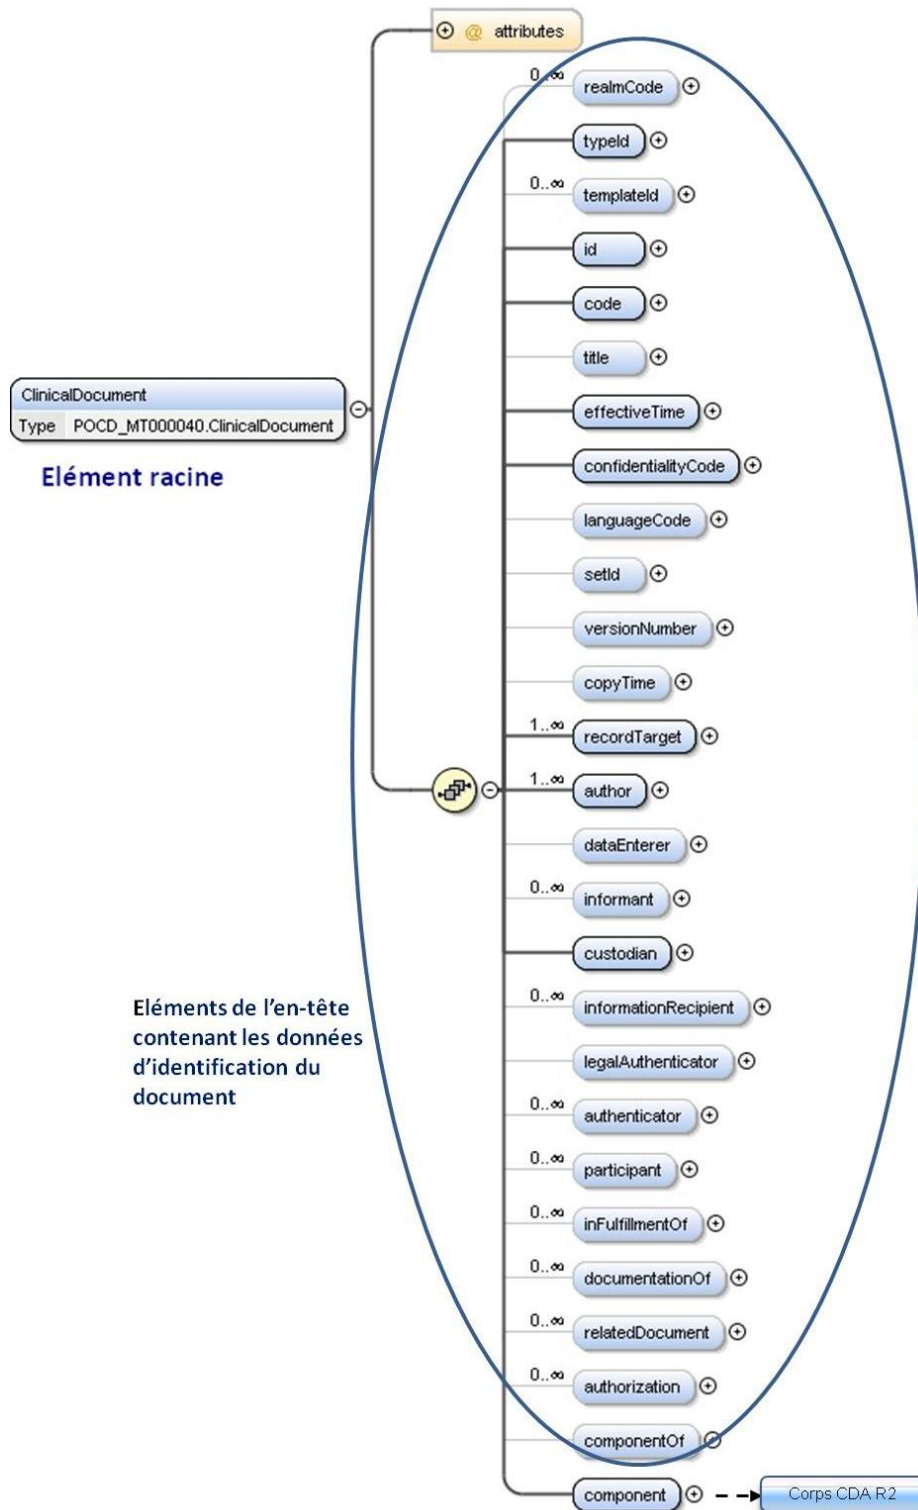 @ attributes
0..∞
realmCode
typeId
0..∞
templateId
id
code
title
ClinicalDocument
Type POCD_MT000040.ClinicalDocument
effectiveTime
confidentialityCode
Elément racine
languageCode
setId
versionNumber
copyTime
1..∞
recordTarget
1..∞
author
dataEnterer
0..∞
informant
custodian
Eléments de l'en-tête
contenant les données
d'identification du
document
0..∞
informationRecipient
legalAuthenticator
0..∞
authenticator
0..∞
participant
0..∞
inFulfillmentOf
0..∞
documentationOf
0..∞
relatedDocument
0..∞
authorization
componentOf
component
Corps CDA R2